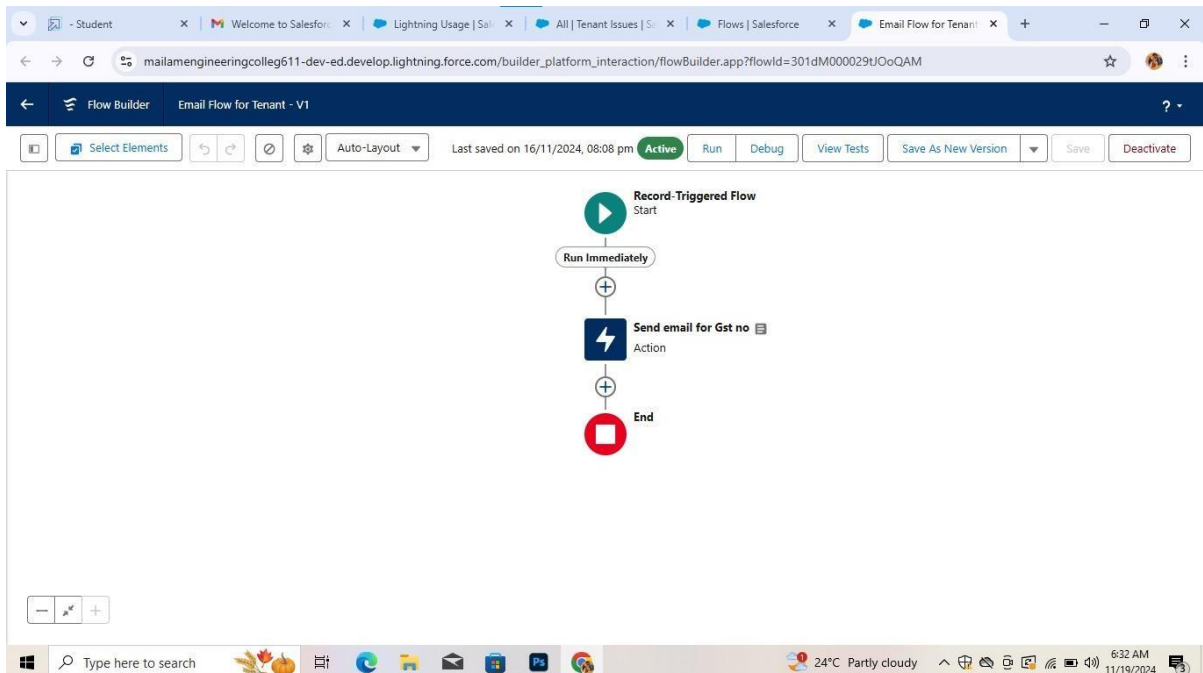 - Student
Welcome to Salesforc
Lightning Usage | Sal
All | Tenant Issues | S
Flows | Salesforce
Email Flow for Tenant
mailamengineeringcolleg611-dev-ed.develop.lightning.force.com/builder_platform_interaction/flowBuilder.app?flowId=301dM000029tJOoQAM
Flow Builder
Email Flow for Tenant - V1
?
Select Elements
Auto-Layout
Last saved on 16/11/2024, 08:08 pm
Active
Run
Debug
View Tests
Save As New Version
Save
Deactivate
Record-Triggered Flow
Start
Run Immediately
Send email for Gst no
Action
End
Type here to search
Ps
24°C Partly cloudy
6:32 AM
11/19/2024
3